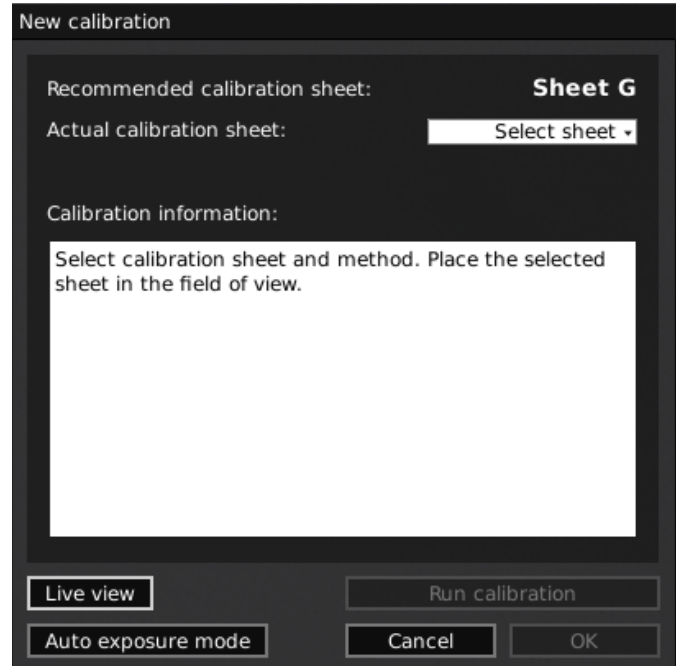 New calibration
Recommended calibration sheet: Sheet G
Actual calibration sheet: Select sheet
Calibration information:
Select calibration sheet and method. Place the selected
sheet in the field of view.
Live view Run calibration
Auto exposure mode Cancel OK